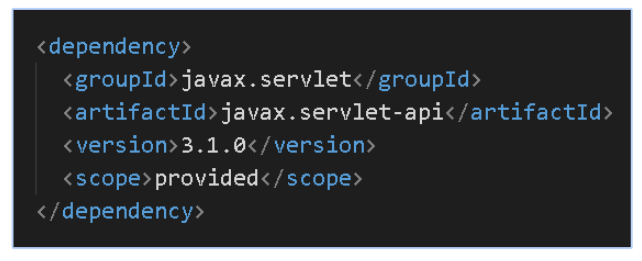 <dependency>
<groupId>javax.servlet</groupId>
<artifactId>javax.servlet-api</artifactId>
<version>3.1.0</version>
<scope>provided</scope>
</dependency>